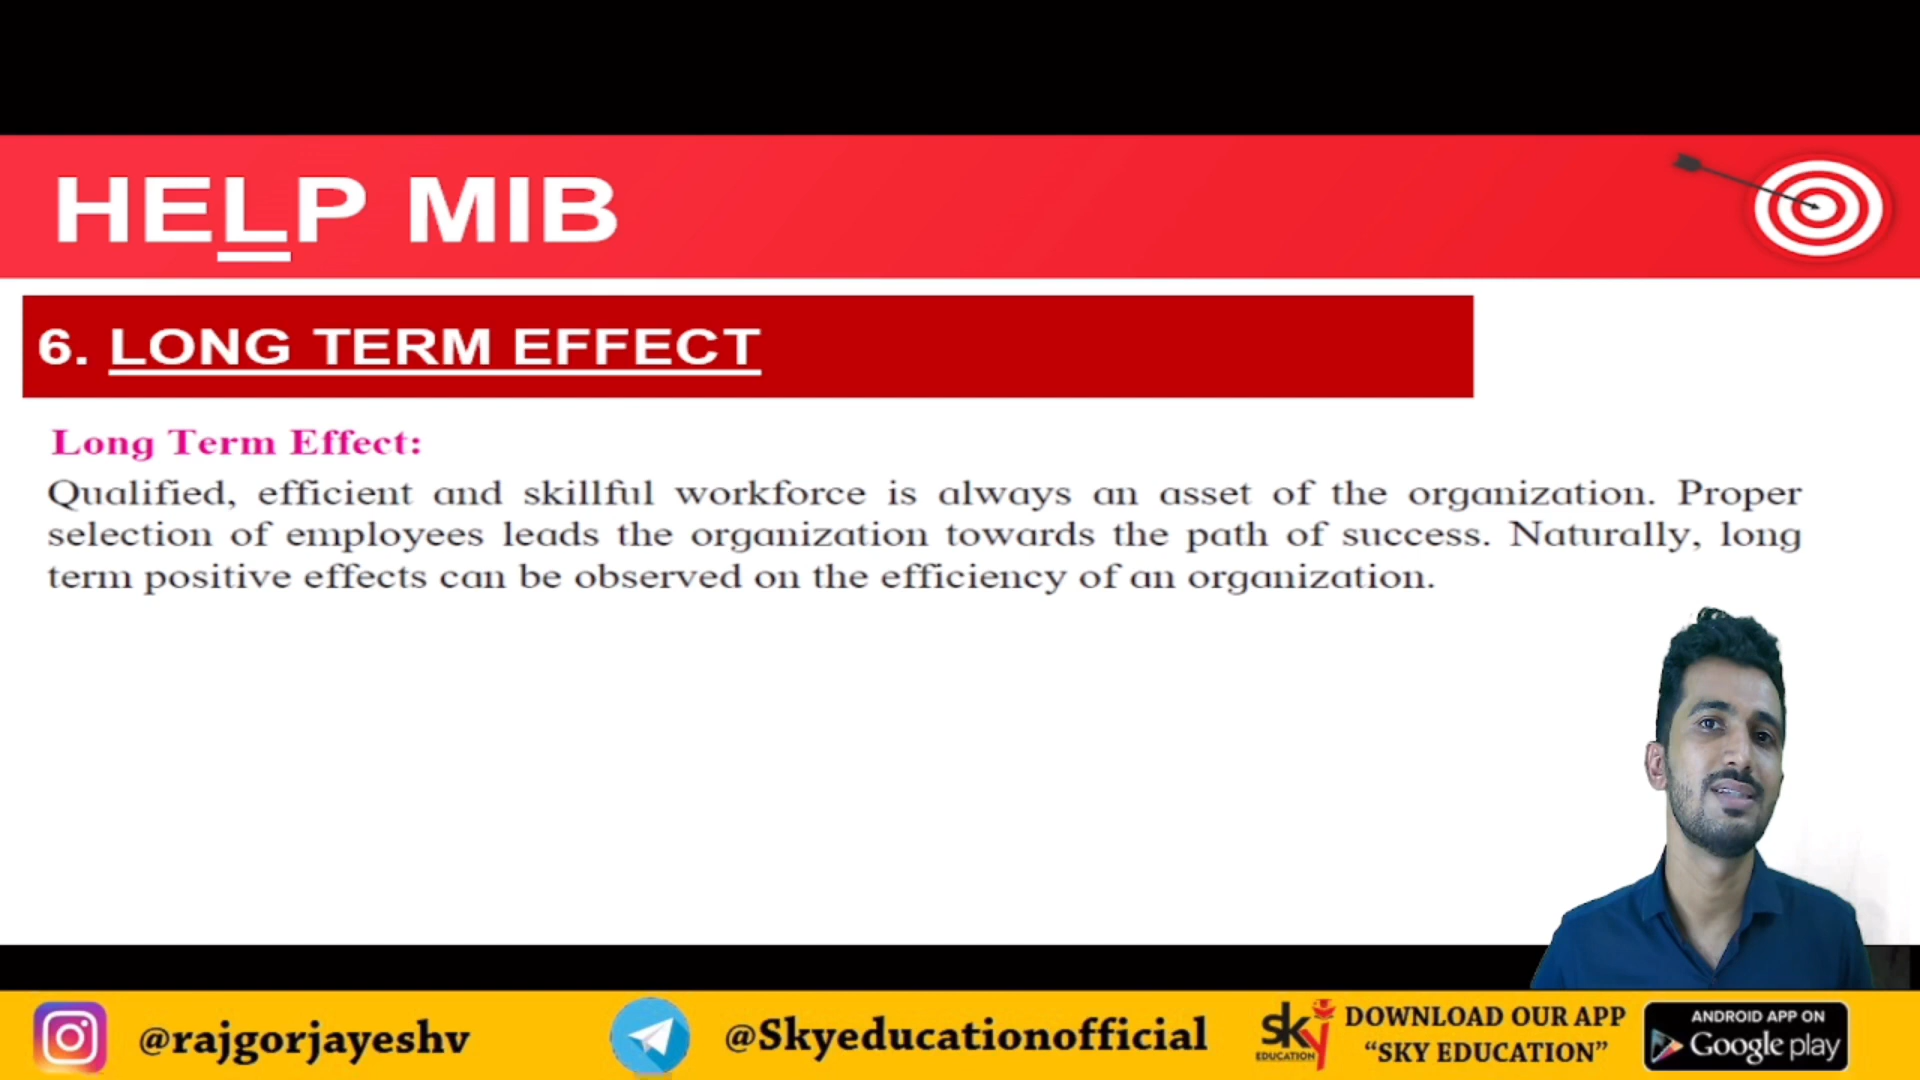 HELP MIB
6. LONG TERM EFFECT
Long Term Effect:
Qualified, efficient and skillful workforce is always an asset of the organization. Proper
selection of employees leads the organization towards the path of success. Naturally, long
term positive effects can be observed on the efficiency of an organization.
@rajgorjayeshv
@Skyeducationofficial
sky
EDUCATION
DOWNLOAD OUR APP
“SKY EDUCATION”
ANDROID APP ON
Google play